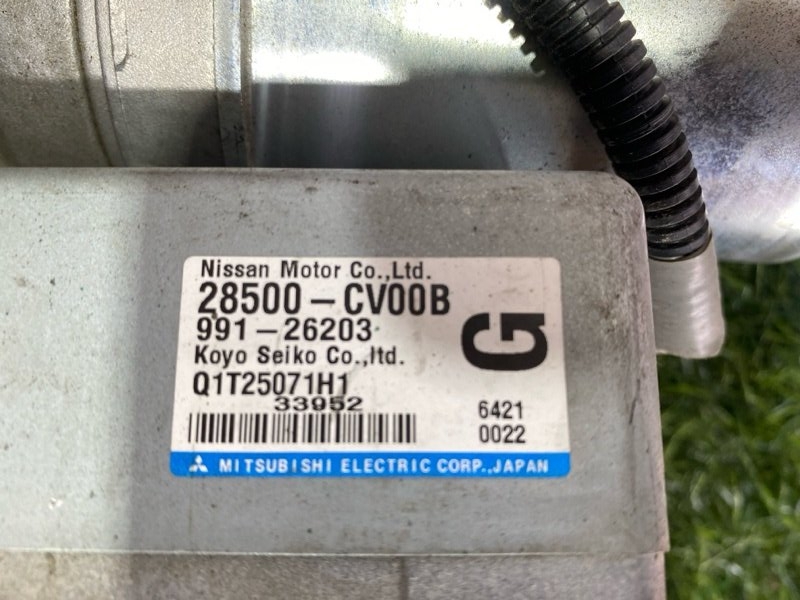 Nissan Motor Co.,Ltd.
28500-CV00B
991-26203
G
Koyo Seiko Co.,ltd.
Q1T25071H1
33952
6421
0022
MITSUBISHI ELECTRIC CORP.,JAPAN